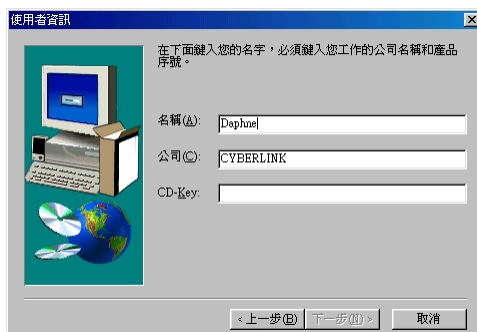 使用者資訊
在下面鍵入您的名字，必須鍵入您工作的公司名稱和產品
序號。
名稱(A): Daphne
公司(C): CYBERLINK
CD-Key:
<上一步(B) 下一步(N)> 取消